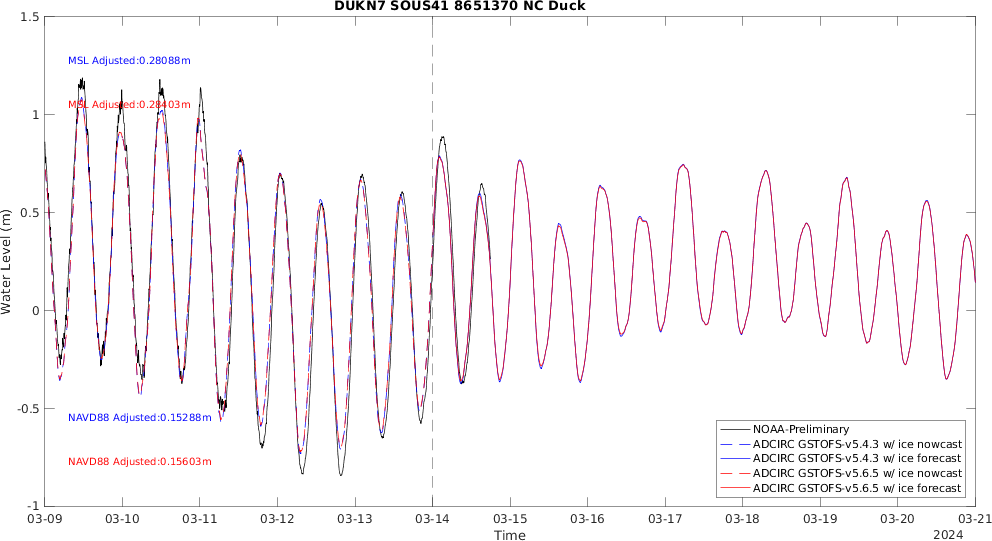 DUKN7 SOUS41 8651370 NC Duck
1.5
1
0.5
0
-0.5
-1
Water Level (m)
MSL Adjusted:0.28088m
MSL Adjusted:0.28403m
NAVD88 Adjusted:0.15288m
NAVD88 Adjusted:0.15603m
NOAA-Preliminary
ADCIRC GSTOFS-v5.4.3 w/ ice nowcast
ADCIRC GSTOFS-v5.4.3 w/ ice forecast
ADCIRC GSTOFS-v5.6.5 w/ ice nowcast
ADCIRC GSTOFS-v5.6.5 w/ ice forecast
03-09 03-10 03-11 03-12 03-13 03-14 03-15 03-16 03-17 03-18 03-19 03-20 03-21
Time
2024